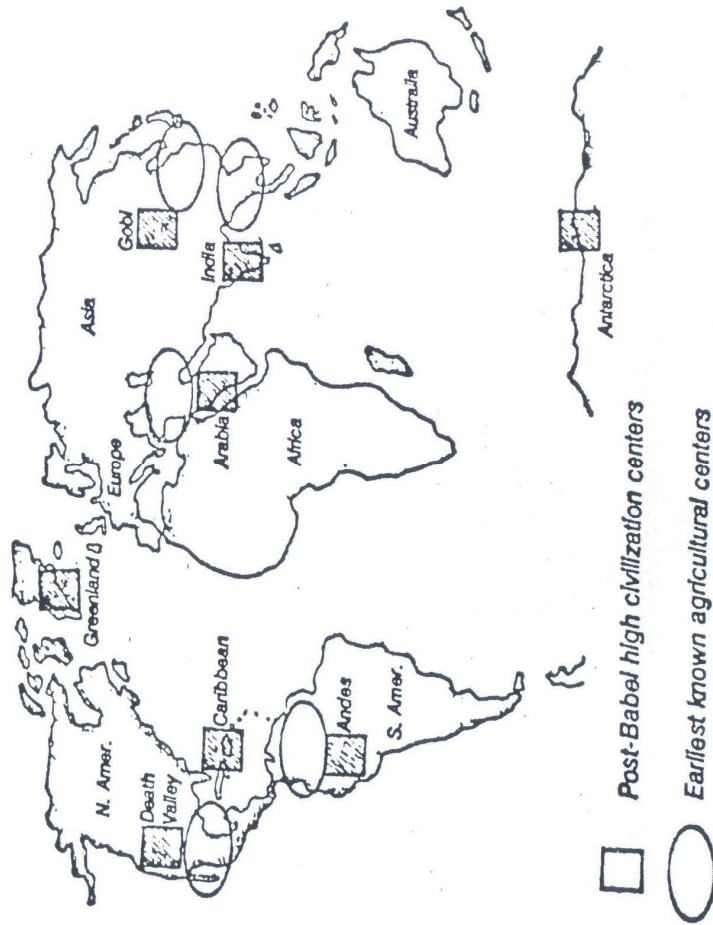 N. Amer.
Death
Valley
Caribbean
Andes
S. Amer.
Greenland
Europe
Asia
Gobi
India
Arabia
Africa
Australia
Antarctica
Post-Babel high civilization centers
Earliest known agricultural centers